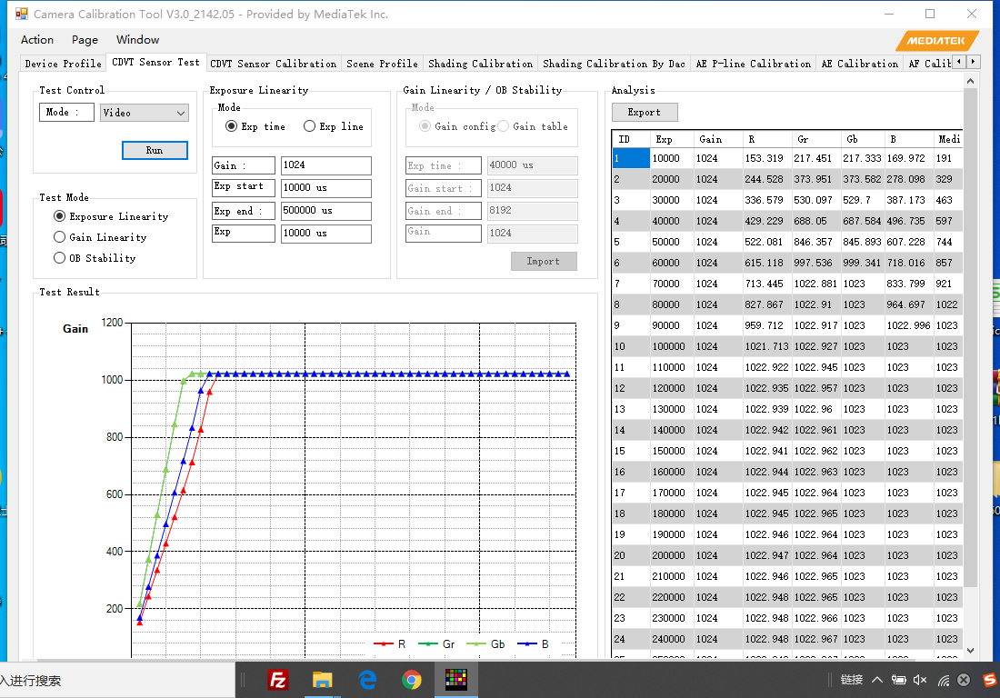 Camera Calibration Tool V3.0_2142.05 - Provided by MediaTek Inc.
Action Page Window
MEDIATEK
Device Profile CDVT Sensor Test CDVT Sensor Calibration Scene Profile Shading Calibration Shading Calibration By Dac AE P-line Calibration AE Calibration AF Calib
Test Control
Mode :
Video
Run
Test Mode
Exposure Linearity
Gain Linearity
OB Stability
Exposure Linearity
Mode
Exp time Exp line
Gain : 1024
Exp start 10000 us
Exp end : 500000 us
Exp 10000 us
Gain Linearity / OB Stability
Mode
Gain config Gain table
Exp time : 40000 us
Gain start : 1024
Gain end : 8192
Gain 1024
Import
Test Result
Gain
1200
1000
800
600
400
200
R Gr Gb B
Analysis
Export
ID Exp Gain R Gr Gb B Medi
1 10000 1024 153.319 217.451 217.333 169.972 191
2 20000 1024 244.528 373.951 373.582 278.098 329
3 30000 1024 336.579 530.097 529.7 387.173 463
4 40000 1024 429.229 688.05 687.584 496.735 597
5 50000 1024 522.081 846.357 845.893 607.228 744
6 60000 1024 615.118 997.536 999.341 718.016 857
7 70000 1024 713.445 1022.881 1023 833.799 921
8 80000 1024 827.867 1022.91 1023 964.697 1022
9 90000 1024 959.712 1022.917 1023 1022.996 1023
10 100000 1024 1021.713 1022.927 1023 1023 1023
11 110000 1024 1022.922 1022.945 1023 1023 1023
12 120000 1024 1022.935 1022.957 1023 1023 1023
13 130000 1024 1022.939 1022.96 1023 1023 1023
14 140000 1024 1022.942 1022.961 1023 1023 1023
15 150000 1024 1022.941 1022.962 1023 1023 1023
16 160000 1024 1022.944 1022.963 1023 1023 1023
17 170000 1024 1022.945 1022.964 1023 1023 1023
18 180000 1024 1022.945 1022.965 1023 1023 1023
19 190000 1024 1022.946 1022.964 1023 1023 1023
20 200000 1024 1022.947 1022.964 1023 1023 1023
21 210000 1024 1022.946 1022.965 1023 1023 1023
22 220000 1024 1022.948 1022.965 1023 1023 1023
23 230000 1024 1022.948 1022.966 1023 1023 1023
24 240000 1024 1022.948 1022.967 1023 1023 1023
入进行搜索
Fz
链接